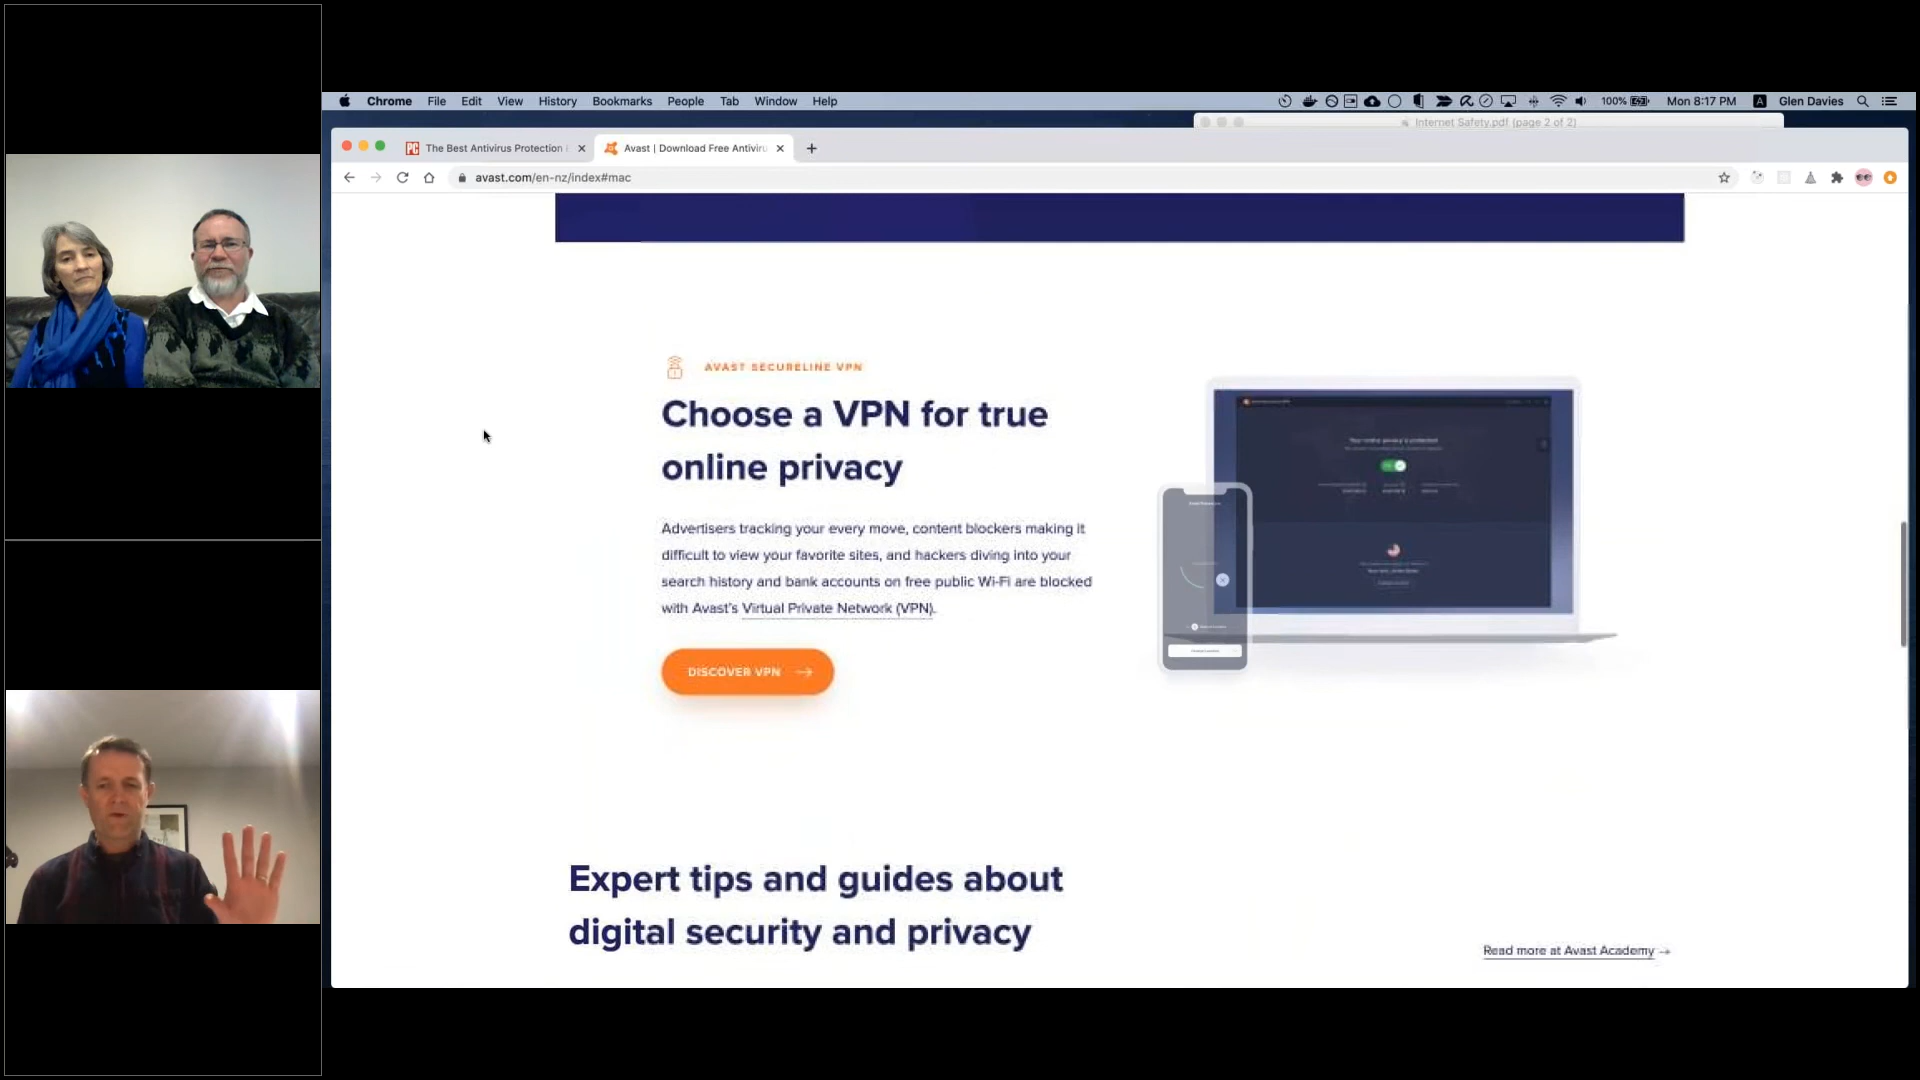 Chrome File Edit View History Bookmarks People Tab Window Help 100% Mon 8:17 PM A Glen Davies
Internet Safety.pdf (page 2 of 2)
PC The Best Antivirus Protection Avast | Download Free Antiviru
avast.com/en-nz/index#mac
AVAST SECURELINE VPN
Choose a VPN for true
online privacy
Advertisers tracking your every move, content blockers making it
difficult to view your favorite sites, and hackers diving into your
search history and bank accounts on free public Wi-Fi are blocked
with Avast's Virtual Private Network (VPN).
DISCOVER VPN →
Expert tips and guides about
digital security and privacy
Read more at Avast Academy →